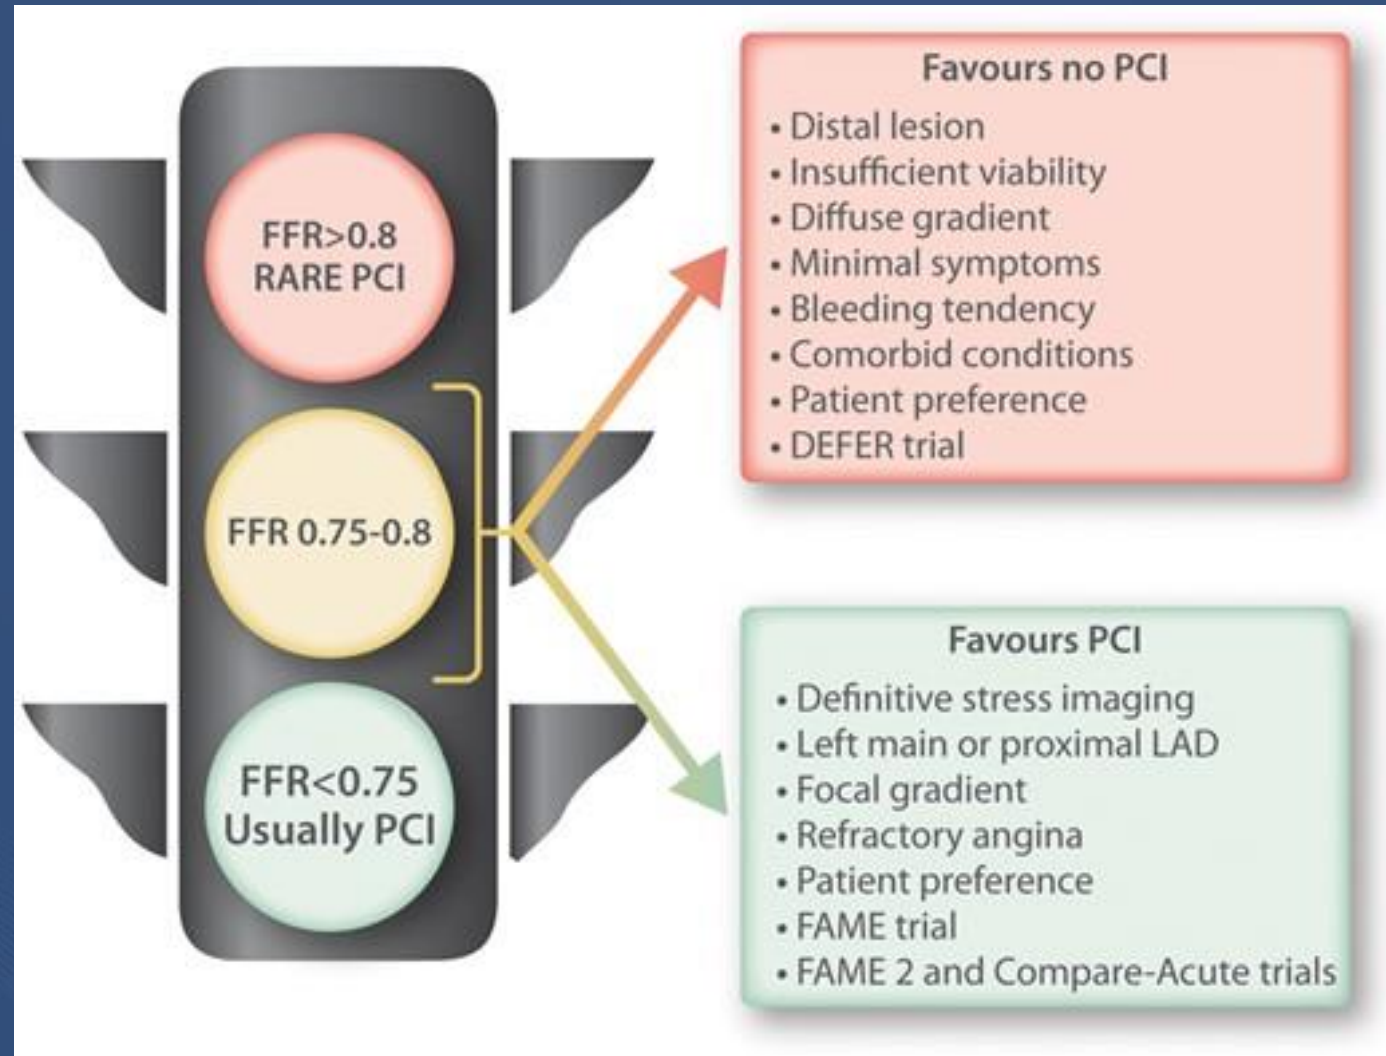 FFR>0.8
RARE PCI
FFR 0.75-0.8
FFR<0.75
Usually PCI
Favours no PCI
• Distal lesion
• Insufficient viability
• Diffuse gradient
• Minimal symptoms
• Bleeding tendency
• Comorbid conditions
• Patient preference
• DEFER trial
Favours PCI
• Definitive stress imaging
• Left main or proximal LAD
• Focal gradient
• Refractory angina
• Patient preference
• FAME trial
• FAME 2 and Compare-Acute trials